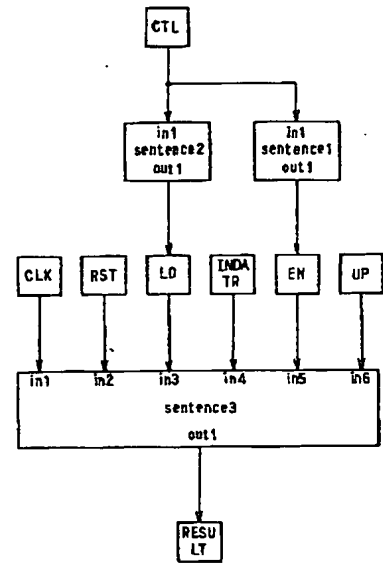 CTL
in1 in1
sentence2 sentence1
out1 out1
CLK RST LD INDA EN UP
TR
in1 in2 in3 in4 in5 in6
sentence3
out1
RESU
LT